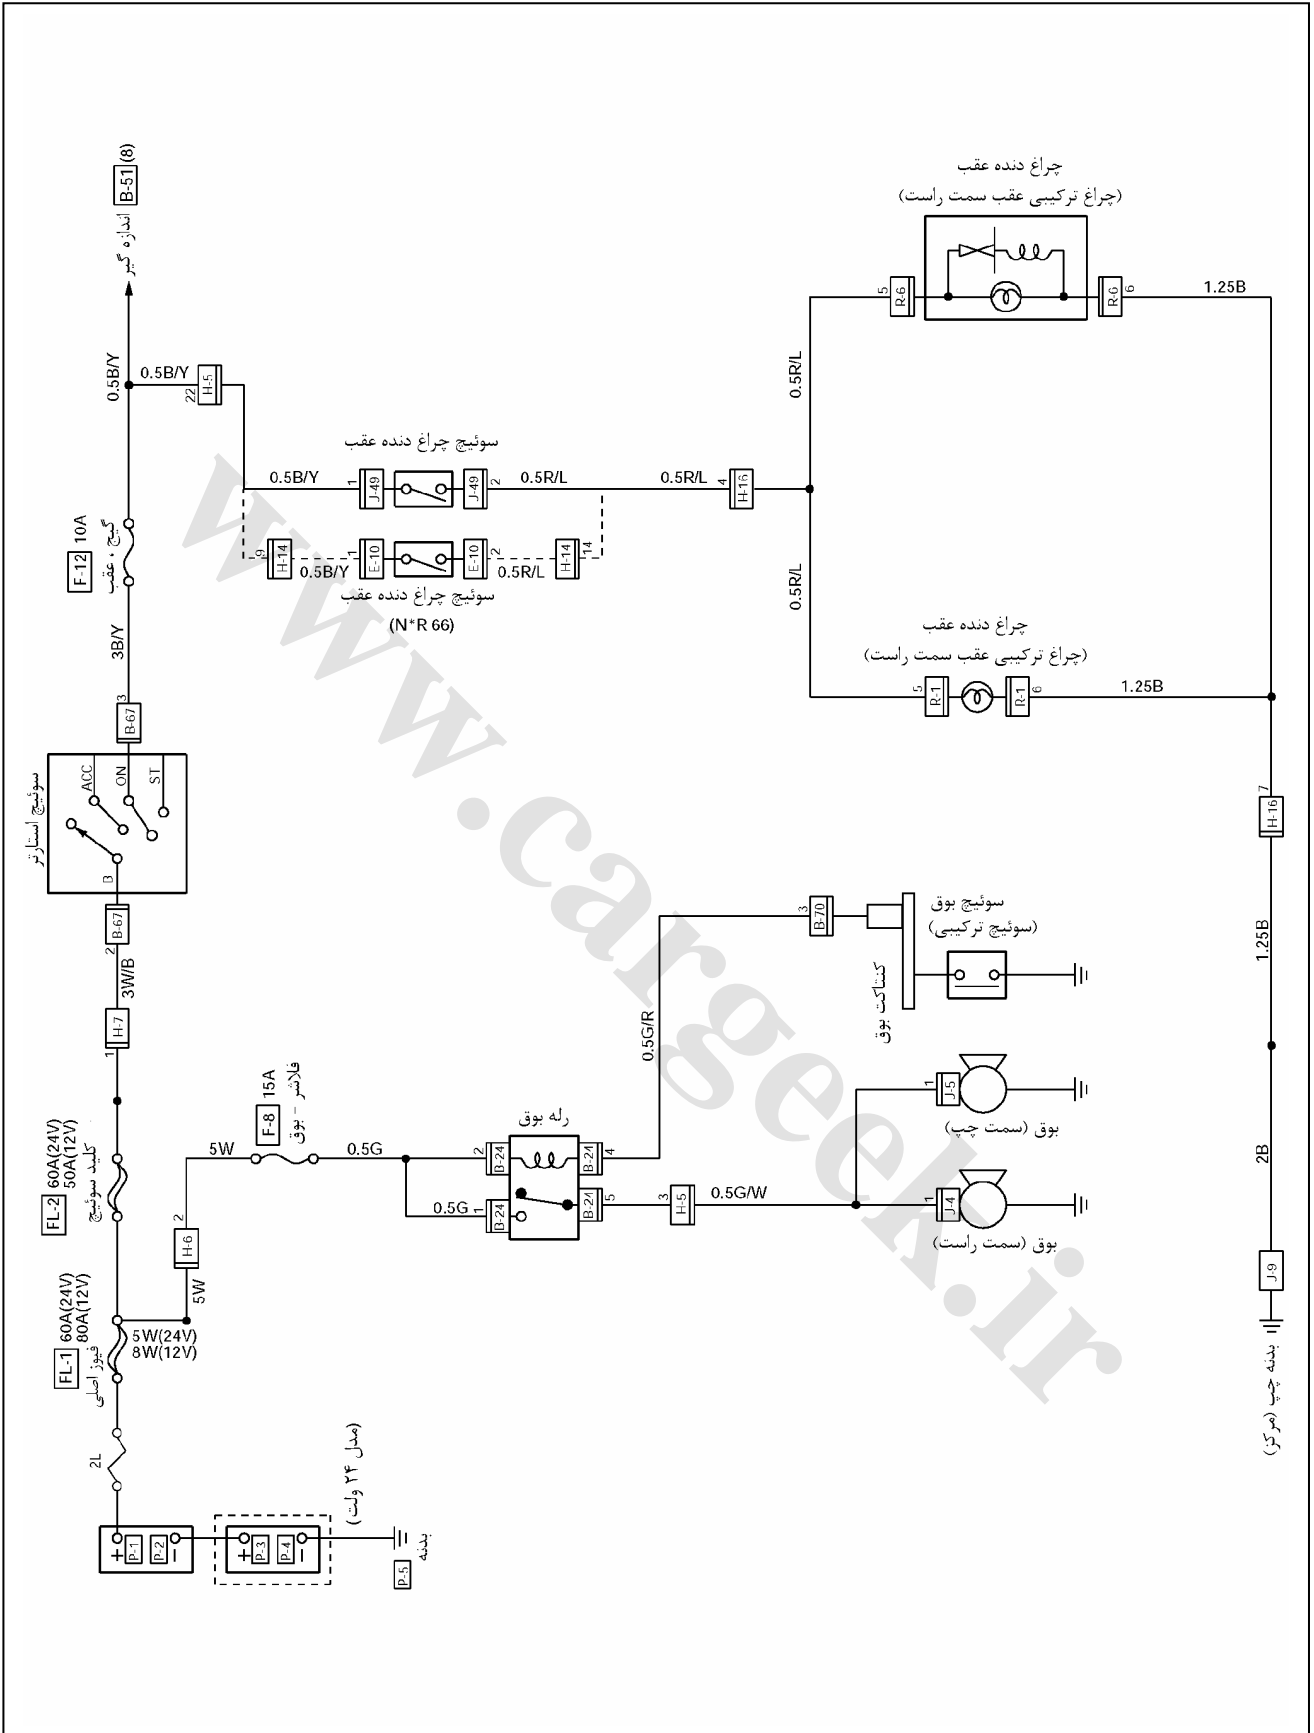 B-51 (8)
اندازه گیر
0.5B/Y
0.5B/Y
22
H-5
چراغ دنده عقب
(چراغ ترکیبی عقب سمت راست)
5
R-6
R-6
6
1.25B
0.5R/L
سوئیچ چراغ دنده عقب
0.5B/Y
1
J-49
J-49
2
0.5R/L
0.5R/L
4
H-16
F-12 10A
گیج ، عقب
9
H-14
0.5B/Y
1
E-10
E-10
2
0.5R/L
H-14
14
سوئیچ چراغ دنده عقب
(N*R 66)
0.5R/L
3B/Y
چراغ دنده عقب
(چراغ ترکیبی عقب سمت راست)
5
R-1
R-1
6
1.25B
3
B-67
سوئیچ استارتر
ACC
ON
ST
B
7
H-16
B-67
2
3W/B
H-7
1
3
B-70
سوئیچ بوق
(سوئیچ ترکیبی)
کنتاکت بوق
1.25B
0.5G/R
FL-2
60A(24V)
50A(12V)
کلید سوئیچ
F-8 15A
فلاشر - بوق
5W
0.5G
رله بوق
2
B-24
B-24
4
0.5G
1
B-24
B-24
5
3
H-5
0.5G/W
1
J-5
بوق (سمت چپ)
1
J-4
بوق (سمت راست)
2B
2
H-6
5W
FL-1
60A(24V)
80A(12V)
فیوز اصلی
5W(24V)
8W(12V)
J-9
بدنه چپ (مرکز)
2L
+
P-1
P-2
–
+
P-3
P-4
–
(مدل ۲۴ ولت)
P-5
بدنه
www.cargeek.ir